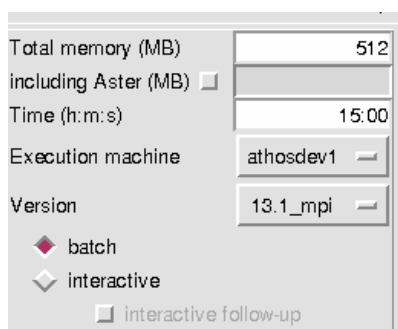 Total memory (MB) 512
including Aster (MB)
Time (h:m:s) 15:00
Execution machine athosdev1
Version 13.1_mpi
batch
interactive
interactive follow-up